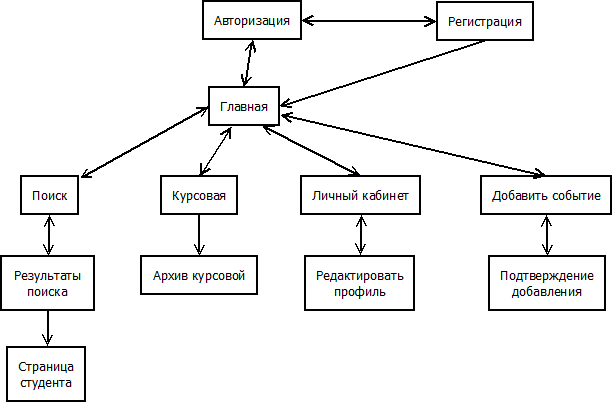 Авторизация
Регистрация
Главная
Поиск
Курсовая
Личный кабинет
Добавить событие
Результаты
поиска
Архив курсовой
Редактировать
профиль
Подтверждение
добавления
Страница
студента